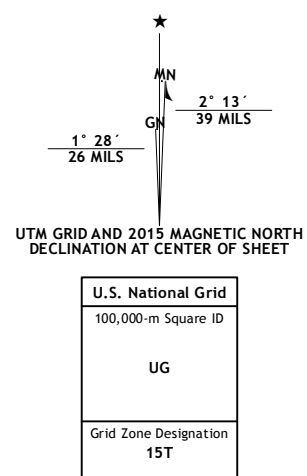 ★
MN
2° 13´
39 MILS
GN
1° 28´
26 MILS
UTM GRID AND 2015 MAGNETIC NORTH
DECLINATION AT CENTER OF SHEET
U.S. National Grid
100,000-m Square ID
UG
Grid Zone Designation
15T